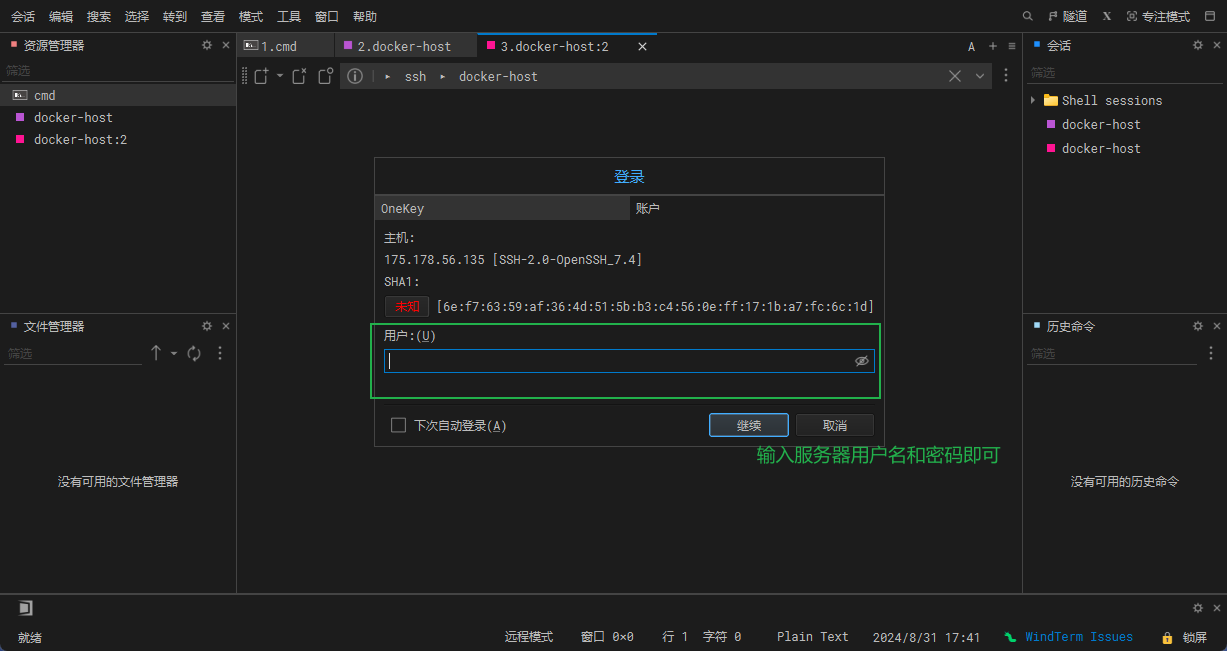 会话 编辑 搜索 选择 转到 查看 模式 工具 窗口 帮助
隧道 X 专注模式
资源管理器
筛选
cmd
docker-host
docker-host:2
文件管理器
筛选
没有可用的文件管理器
1.cmd 2.docker-host 3.docker-host:2
A
ssh docker-host
登录
OneKey 账户
主机:
175.178.56.135 [SSH-2.0-OpenSSH_7.4]
SHA1:
未知 [6e:f7:63:59:af:36:4d:51:5b:b3:c4:56:0e:ff:17:1b:a7:fc:6c:1d]
用户:(U)
下次自动登录(A) 继续 取消
输入服务器用户名和密码即可
会话
筛选
Shell sessions
docker-host
docker-host
历史命令
筛选
没有可用的历史命令
就绪 远程模式 窗口 0×0 行 1 字符 0 Plain Text 2024/8/31 17:41 WindTerm Issues 锁屏